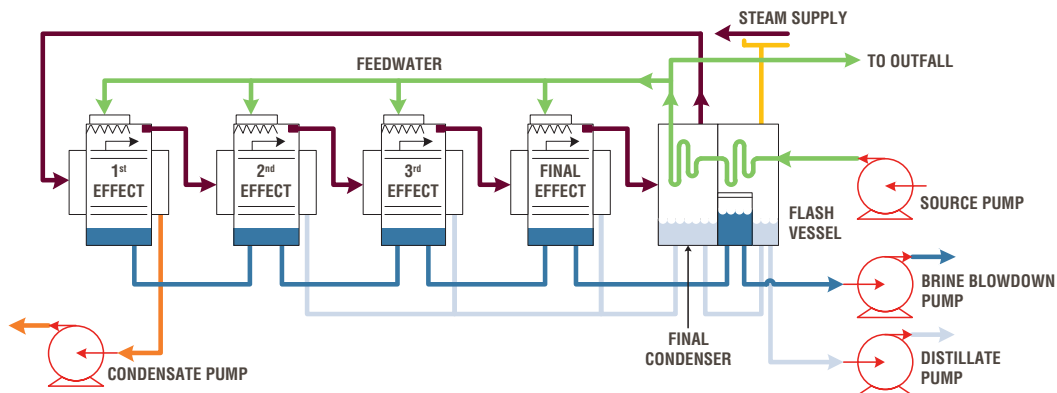 STEAM SUPPLY
FEEDWATER
TO OUTFALL
1st
EFFECT
2nd
EFFECT
3rd
EFFECT
FINAL
EFFECT
SOURCE PUMP
FLASH
VESSEL
BRINE BLOWDOWN
PUMP
FINAL
CONDENSER
DISTILLATE
PUMP
CONDENSATE PUMP